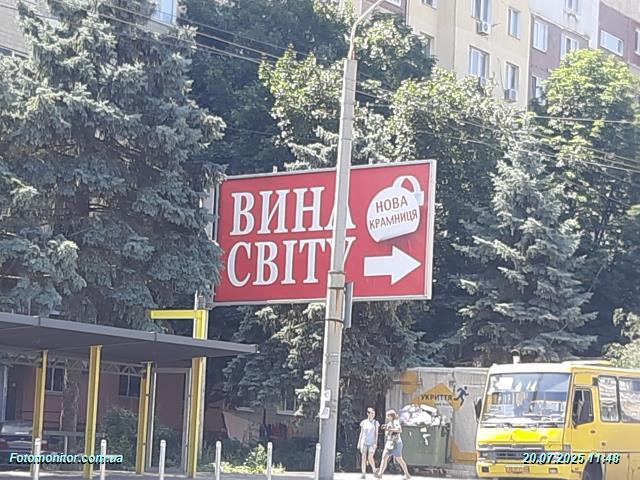 ВИНА
СВІТУ
НОВА
КРАМНИЦЯ
УКРИТТЯ
Fotomonitor.com.ua
20.07.2025 11:48